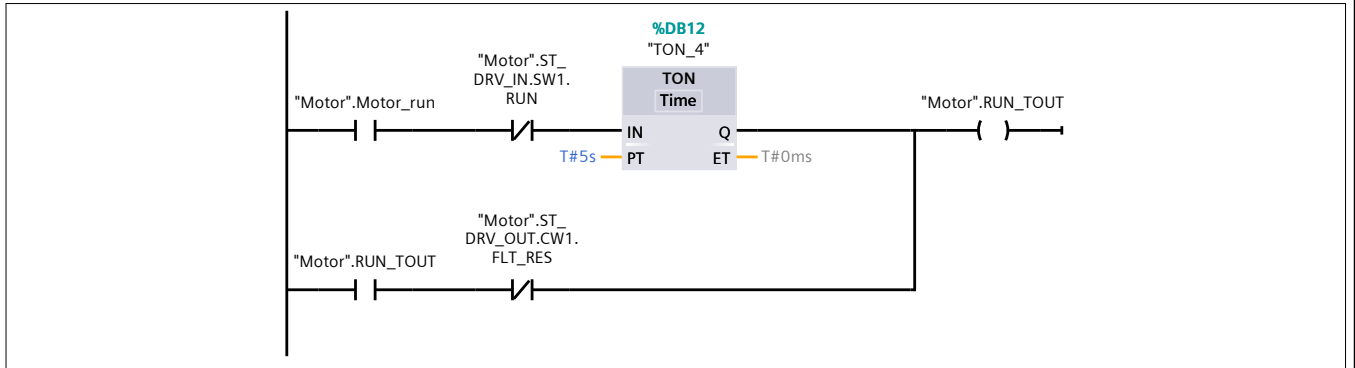 %DB12
"TON_4"
"Motor".ST_
DRV_IN.SW1.
RUN
TON
Time
"Motor".Motor_run
"Motor".RUN_TOUT
IN
Q
T#5s
PT
ET
T#0ms
"Motor".ST_
DRV_OUT.CW1.
FLT_RES
"Motor".RUN_TOUT